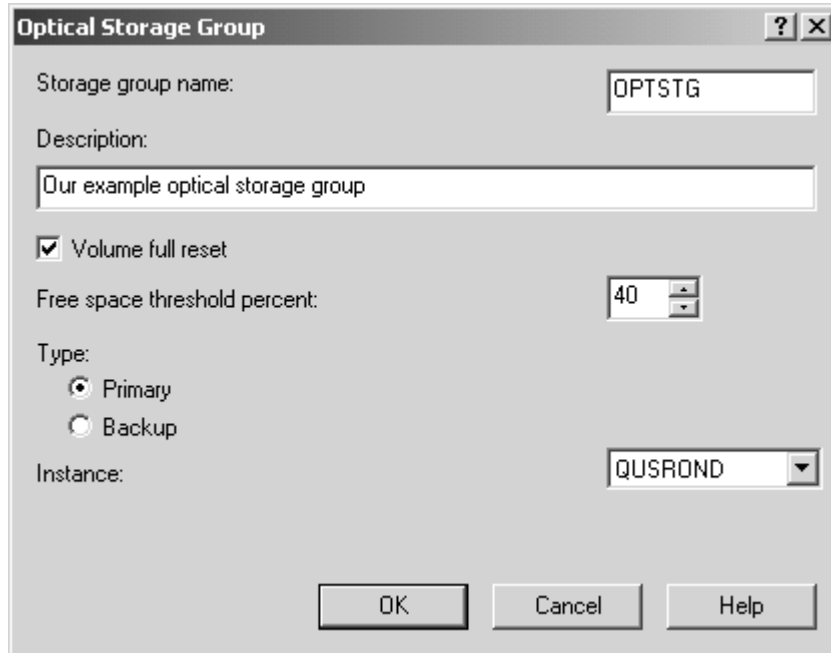 Optical Storage Group
Storage group name: OPTSTG
Description:
Our example optical storage group
Volume full reset
Free space threshold percent: 40
Type:
Primary
Backup
Instance: QUSROND
OK Cancel Help